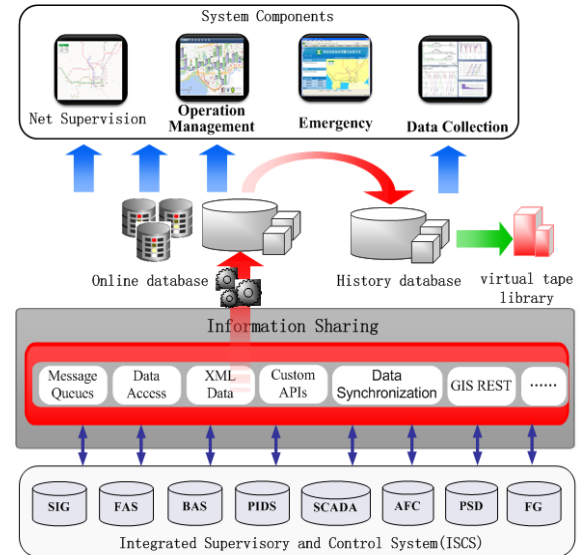 System Components
Net Supervision
Operation
Management
Emergency
Data Collection
Online database
History database
virtual tape
library
Information Sharing
Message
Queues
Data
Access
XML
Data
Custom
APIs
Data
Synchronization
GIS REST
......
SIG
FAS
BAS
PIDS
SCADA
AFC
PSD
FG
Integrated Supervisory and Control System(ISCS)